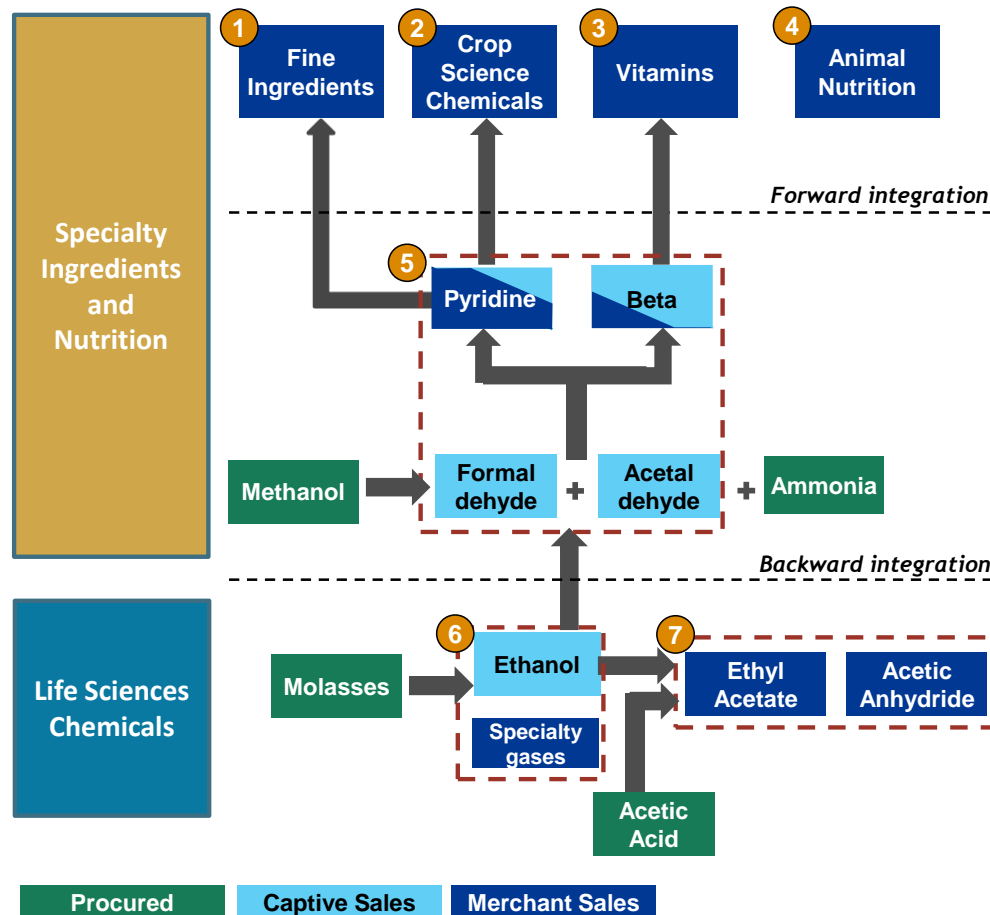 1
Fine
Ingredients
2
Crop
Science
Chemicals
3
Vitamins
4
Animal
Nutrition
Forward integration
Specialty
Ingredients
and
Nutrition
5
Pyridine
Beta
Methanol
Formal
dehyde
+
Acetal
dehyde
+
Ammonia
Backward integration
Life Sciences
Chemicals
6
Ethanol
7
Molasses
Ethyl
Acetate
Acetic
Anhydride
Specialty
gases
Acetic
Acid
Procured
Captive Sales
Merchant Sales